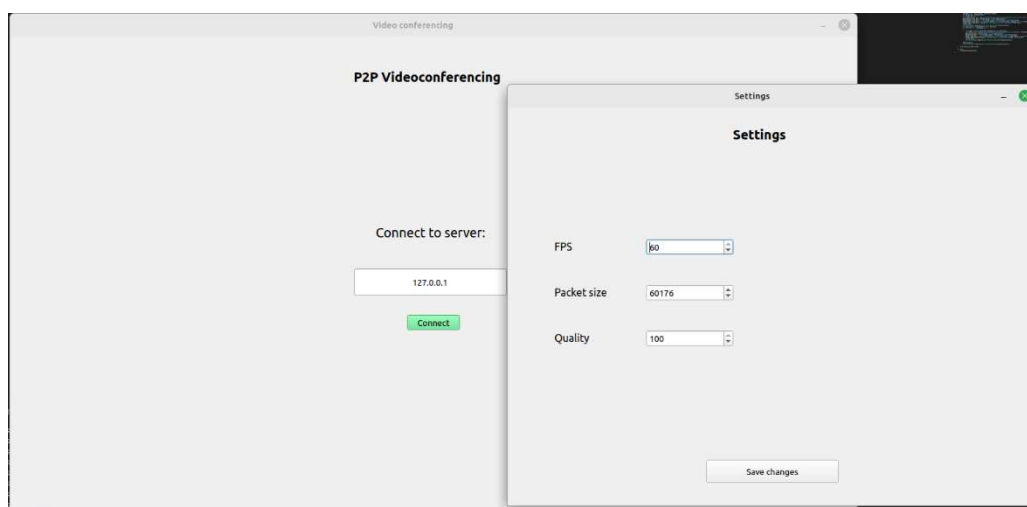 Video conferencing
P2P Videoconferencing
Connect to server:
127.0.0.1
Connect
Settings
Settings
FPS
60
Packet size
60176
Quality
100
Save changes